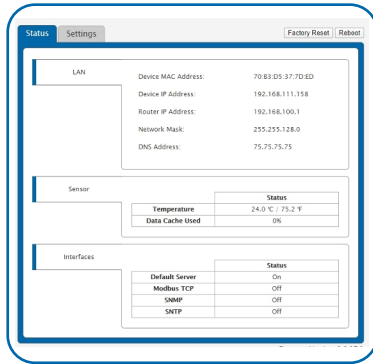 Status Settings Factory Reset Reboot
LAN
Device MAC Address: 70:B3:D5:37:7D:ED
Device IP Address: 192.168.111.158
Router IP Address: 192.168.100.1
Network Mask: 255.255.128.0
DNS Address: 75.75.75.75
Sensor
Status
Temperature 24.0 °C / 75.2 °F
Data Cache Used 0%
Interfaces
Status
Default Server On
Modbus TCP Off
SNMP Off
SNTP Off